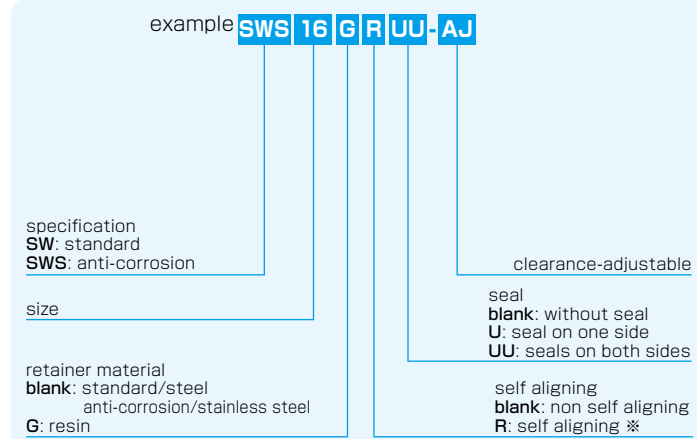 example SWS 16 G R UU - AJ
specification
SW: standard
SWS: anti-corrosion
size
retainer material
blank: standard/steel
anti-corrosion/stainless steel
G: resin
clearance-adjustable
seal
blank: without seal
U: seal on one side
UU: seals on both sides
self aligning
blank: non self aligning
R: self aligning ※